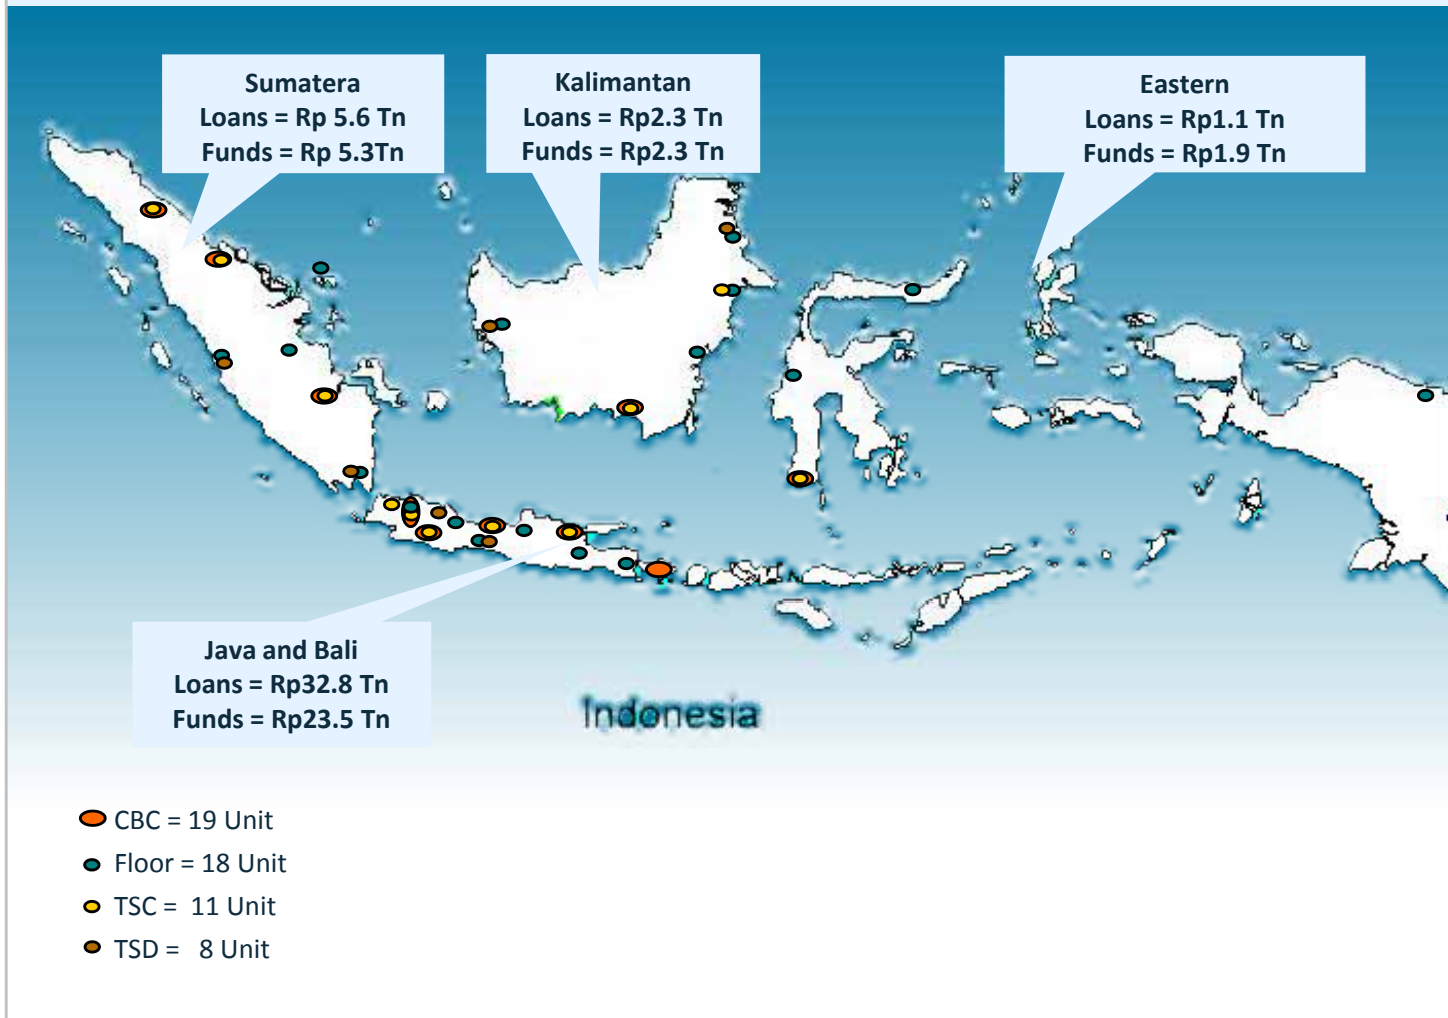 Sumatera
Loans = Rp 5.6 Tn
Funds = Rp 5.3Tn
Kalimantan
Loans = Rp2.3 Tn
Funds = Rp2.3 Tn
Eastern
Loans = Rp1.1 Tn
Funds = Rp1.9 Tn
Java and Bali
Loans = Rp32.8 Tn
Funds = Rp23.5 Tn
Indonesia
CBC = 19 Unit
Floor = 18 Unit
TSC = 11 Unit
TSD = 8 Unit